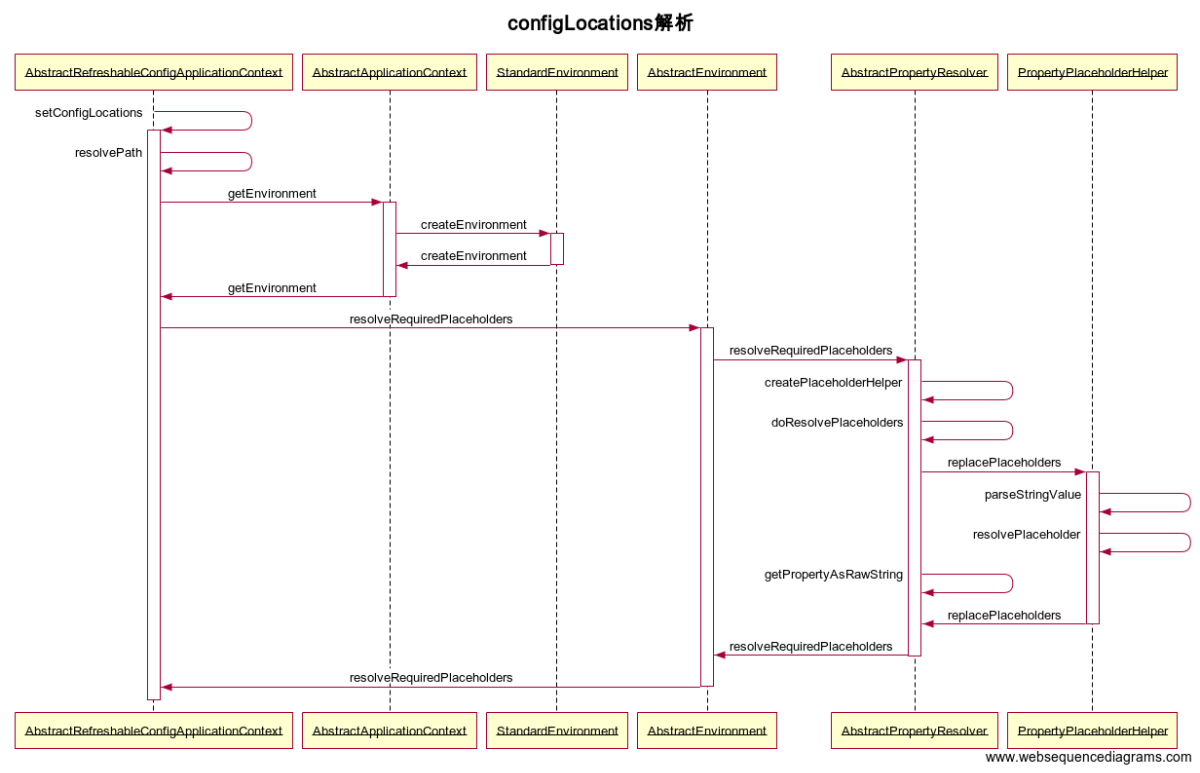 configLocations解析
AbstractRefreshableConfigApplicationContext
AbstractApplicationContext
StandardEnvironment
AbstractEnvironment
AbstractPropertyResolver
PropertyPlaceholderHelper
setConfigLocations
resolvePath
getEnvironment
createEnvironment
createEnvironment
getEnvironment
resolveRequiredPlaceholders
resolveRequiredPlaceholders
createPlaceholderHelper
doResolvePlaceholders
replacePlaceholders
parseStringValue
resolvePlaceholder
getPropertyAsRawString
replacePlaceholders
resolveRequiredPlaceholders
resolveRequiredPlaceholders
AbstractRefreshableConfigApplicationContext
AbstractApplicationContext
StandardEnvironment
AbstractEnvironment
AbstractPropertyResolver
PropertyPlaceholderHelper
www.websequencediagrams.com